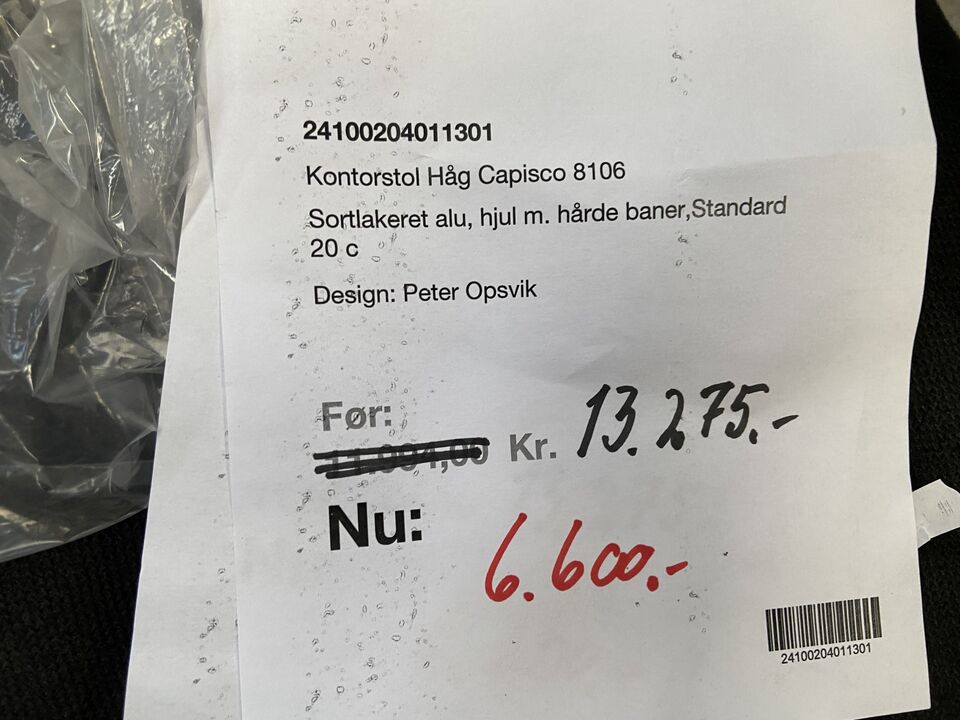 24100204011301
Kontorstol Håg Capisco 8106
Sortlakeret alu, hjul m. hårde baner,Standard
20 c
Design: Peter Opsvik
Før:
Kr. 13.275.-
Nu:
6.600.-
24100204011301